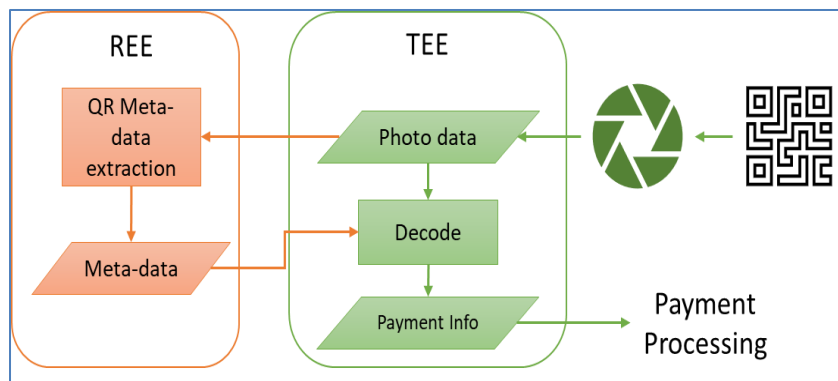 REE
TEE
QR Meta-
data
extraction
Photo data
Decode
Meta-data
Payment Info
Payment
Processing